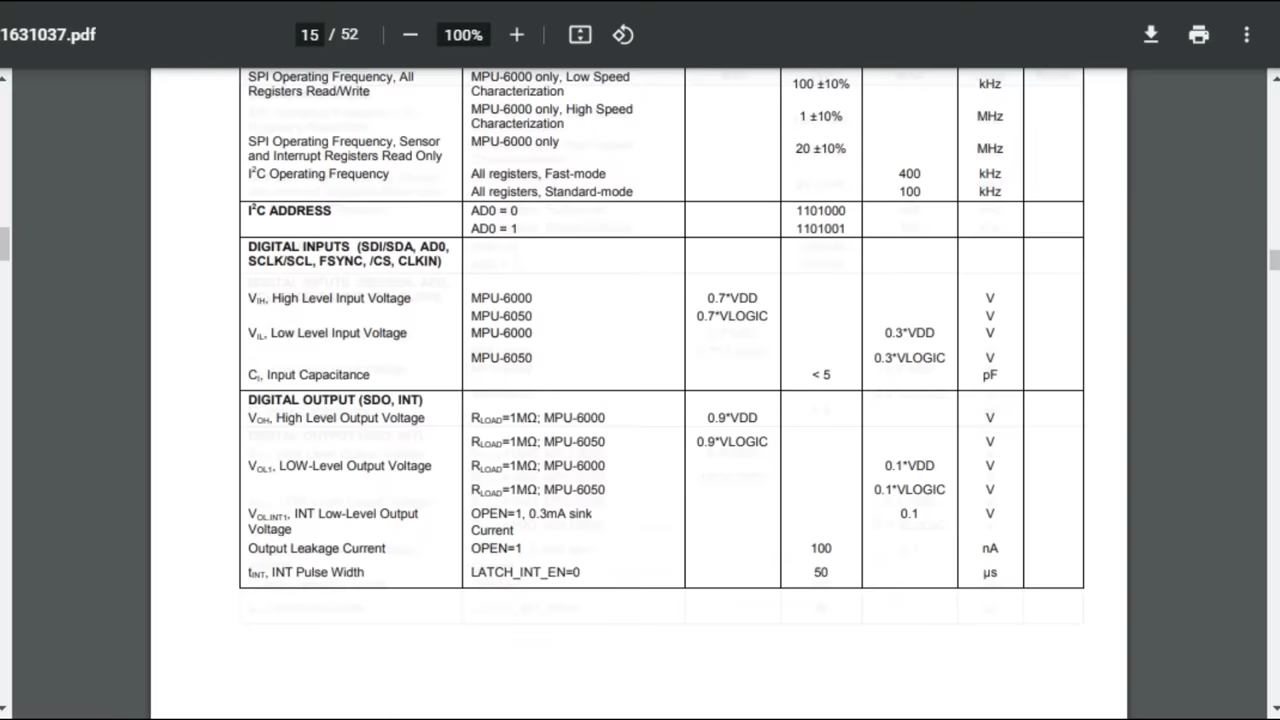 1631037.pdf
15 / 52
100%
SPI Operating Frequency, All Registers Read/Write MPU-6000 only, Low Speed Characterization 100 ±10% kHz
MPU-6000 only, High Speed Characterization 1 ±10% MHz
SPI Operating Frequency, Sensor and Interrupt Registers Read Only MPU-6000 only 20 ±10% MHz
I²C Operating Frequency All registers, Fast-mode 400 kHz
All registers, Standard-mode 100 kHz
I²C ADDRESS AD0 = 0 1101000
AD0 = 1 1101001
DIGITAL INPUTS (SDI/SDA, AD0,
SCLK/SCL, FSYNC, /CS, CLKIN)
VIH, High Level Input Voltage MPU-6000 0.7*VDD V
MPU-6050 0.7*VLOGIC V
VIL, Low Level Input Voltage MPU-6000 0.3*VDD V
MPU-6050 0.3*VLOGIC V
CI, Input Capacitance < 5 pF
DIGITAL OUTPUT (SDO, INT)
VOH, High Level Output Voltage RLOAD=1MΩ; MPU-6000 0.9*VDD V
RLOAD=1MΩ; MPU-6050 0.9*VLOGIC V
VOL1, LOW-Level Output Voltage RLOAD=1MΩ; MPU-6000 0.1*VDD V
RLOAD=1MΩ; MPU-6050 0.1*VLOGIC V
VOL.INT1, INT Low-Level Output Voltage OPEN=1, 0.3mA sink Current 0.1 V
Output Leakage Current OPEN=1 100 nA
tINT, INT Pulse Width LATCH_INT_EN=0 50 µs